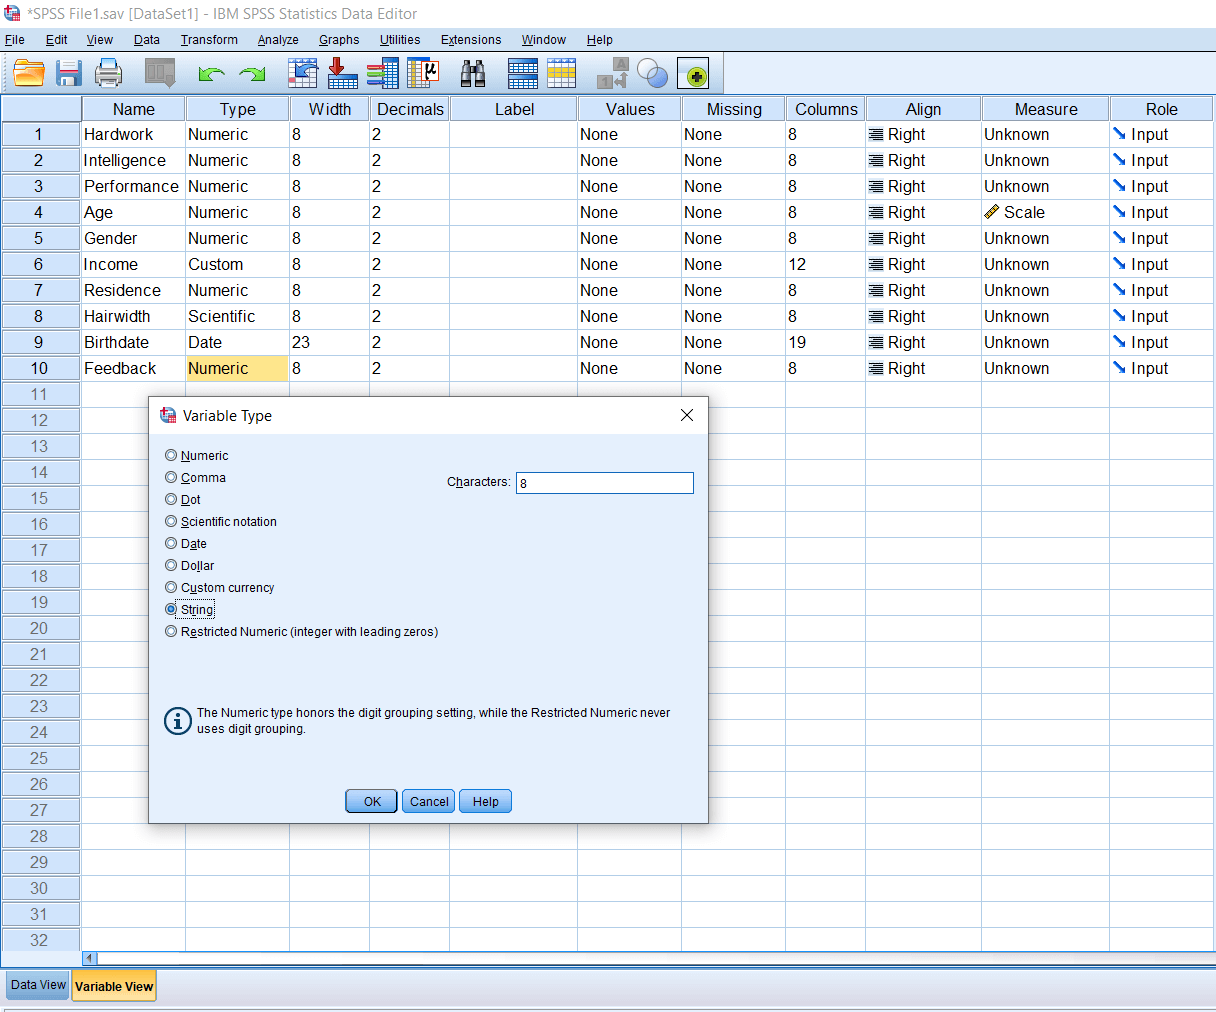 *SPSS File1.sav [DataSet1] - IBM SPSS Statistics Data Editor
File Edit View Data Transform Analyze Graphs Utilities Extensions Window Help
Name Type Width Decimals Label Values Missing Columns Align Measure Role
1 Hardwork Numeric 8 2 None None 8 Right Unknown Input
2 Intelligence Numeric 8 2 None None 8 Right Unknown Input
3 Performance Numeric 8 2 None None 8 Right Unknown Input
4 Age Numeric 8 2 None None 8 Right Scale Input
5 Gender Numeric 8 2 None None 8 Right Unknown Input
6 Income Custom 8 2 None None 12 Right Unknown Input
7 Residence Numeric 8 2 None None 8 Right Unknown Input
8 Hairwidth Scientific 8 2 None None 8 Right Unknown Input
9 Birthdate Date 23 2 None None 19 Right Unknown Input
10 Feedback Numeric 8 2 None None 8 Right Unknown Input
11
12
13
14
15
16
17
18
19
20
21
22
23
24
25
26
27
28
29
30
31
32
Variable Type
Numeric
Comma
Dot
Scientific notation
Date
Dollar
Custom currency
String
Restricted Numeric (integer with leading zeros)
Characters: 8
The Numeric type honors the digit grouping setting, while the Restricted Numeric never
uses digit grouping.
OK Cancel Help
Data View Variable View